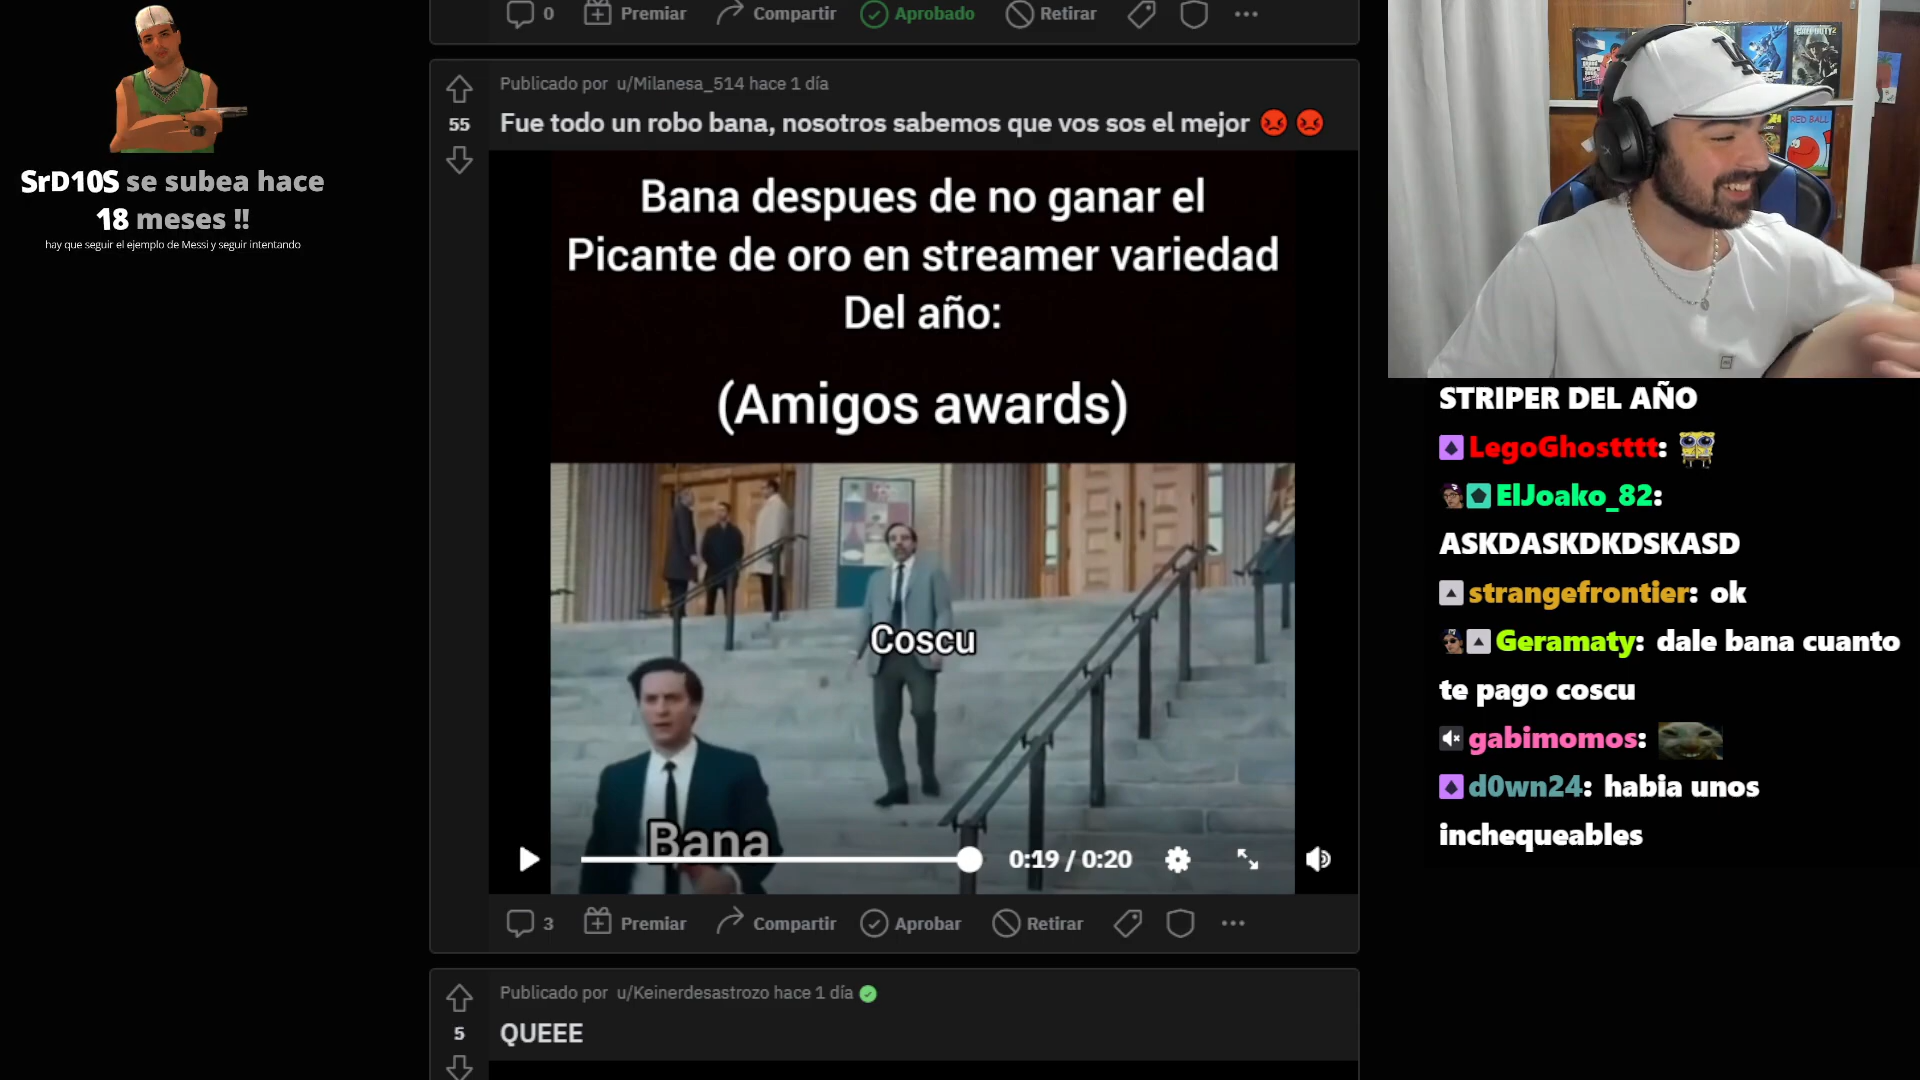 SrD10S se subea hace
18 meses !!
hay que seguir el ejemplo de Messi y seguir intentando
0 Premiar Compartir Aprobado Retirar
Publicado por u/Milanesa_514 hace 1 día
55
Fue todo un robo bana, nosotros sabemos que vos sos el mejor
Bana despues de no ganar el
Picante de oro en streamer variedad
Del año:
(Amigos awards)
Coscu
Bana
0:19 / 0:20
3 Premiar Compartir Aprobar Retirar
Publicado por u/Keinerdesastrozo hace 1 día
5
QUEEE
RED BALL
STRIPER DEL AÑO
LegoGhostttt:
ElJoako_82:
ASKDASKDKDSKASD
strangefrontier: ok
Geramaty: dale bana cuanto
te pago coscu
gabimomos:
d0wn24: habia unos
inchequeables